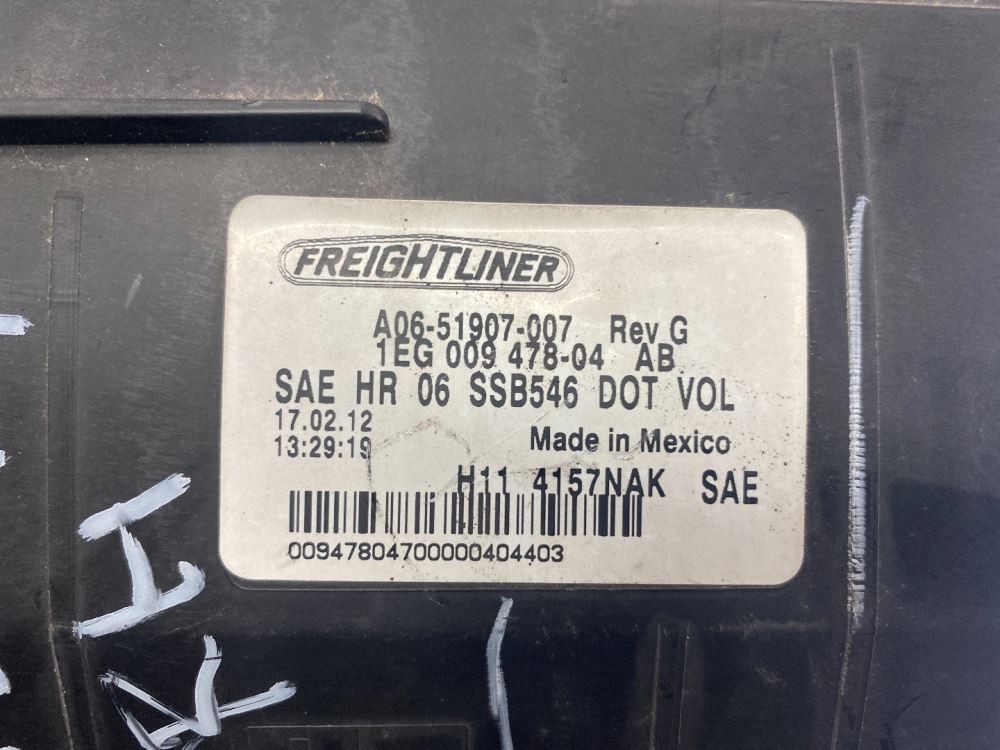 FREIGHTLINER
A06-51907-007 Rev G
1EG 009 478-04 AB
SAE HR 06 SSB546 DOT VOL
17.02.12
13:29:19 Made in Mexico
H11 4157NAK SAE
00947804700000404403